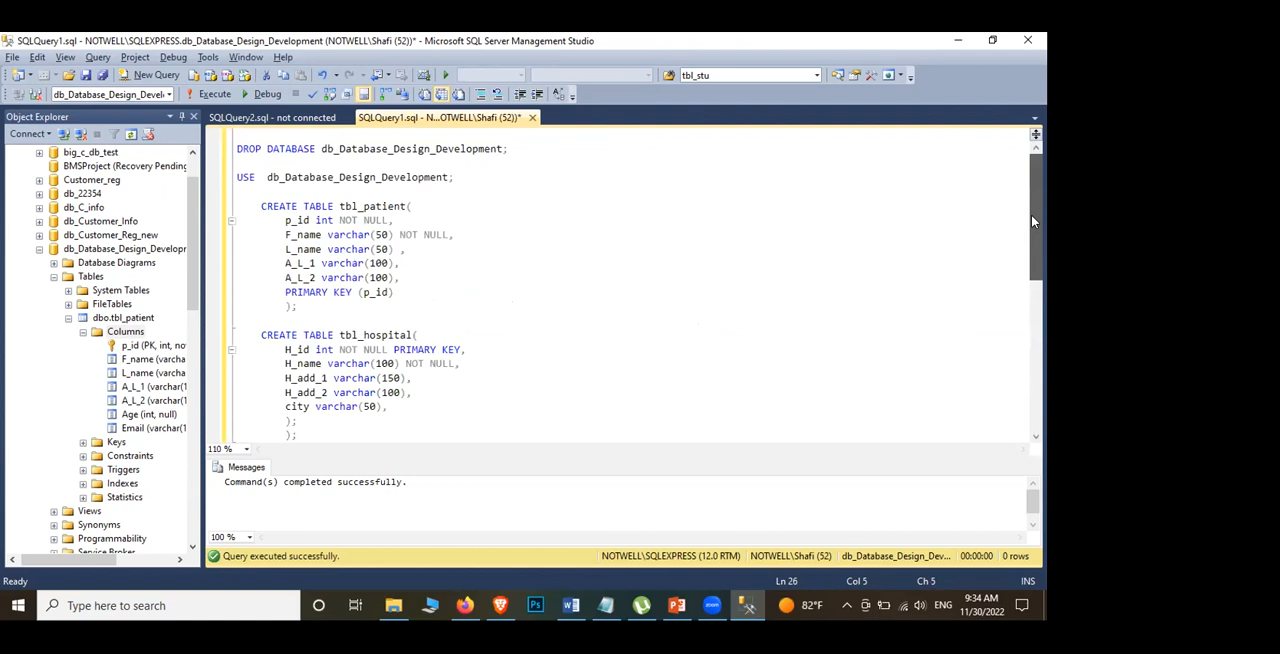 SQLQuery1.sql - NOTWELL\SQLEXPRESS.db_Database_Design_Development (NOTWELL\Shafi (52))* - Microsoft SQL Server Management Studio
File Edit View Query Project Debug Tools Window Help
New Query tbl_stu
db_Database_Design_Devel Execute Debug
Object Explorer
SQLQuery2.sql - not connected SQLQuery1.sql - N...OTWELL\Shafi (52))*
Connect
big_c_db_test
BMSProject (Recovery Pending
Customer_reg
db_22354
db_C_info
db_Customer_Info
db_Customer_Reg_new
db_Database_Design_Developr
Database Diagrams
Tables
System Tables
FileTables
dbo.tbl_patient
Columns
p_id (PK, int, no
F_name (varcha
L_name (varcha
A_L_1 (varchar(1
A_L_2 (varchar(1
Age (int, null)
Email (varchar(1
Keys
Constraints
Triggers
Indexes
Statistics
Views
Synonyms
Programmability
Service Broker
DROP DATABASE db_Database_Design_Development;
USE db_Database_Design_Development;
CREATE TABLE tbl_patient(
p_id int NOT NULL,
F_name varchar(50) NOT NULL,
L_name varchar(50) ,
A_L_1 varchar(100),
A_L_2 varchar(100),
PRIMARY KEY (p_id)
);
CREATE TABLE tbl_hospital(
H_id int NOT NULL PRIMARY KEY,
H_name varchar(100) NOT NULL,
H_add_1 varchar(150),
H_add_2 varchar(100),
city varchar(50),
);
);
110 %
Messages
Command(s) completed successfully.
100 %
Query executed successfully. NOTWELL\SQLEXPRESS (12.0 RTM) NOTWELL\Shafi (52) db_Database_Design_Dev... 00:00:00 0 rows
Ready Ln 26 Col 5 Ch 5 INS
Type here to search 82°F ENG 9:34 AM
11/30/2022